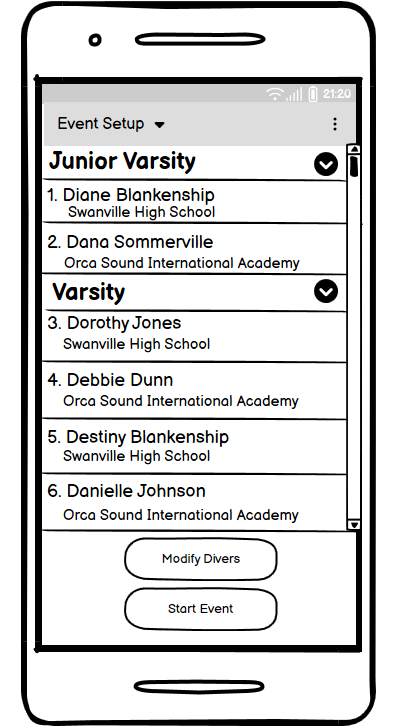 21:20
Event Setup
Junior Varsity
1. Diane Blankenship
Swanville High School
2. Dana Sommerville
Orca Sound International Academy
Varsity
3. Dorothy Jones
Swanville High School
4. Debbie Dunn
Orca Sound International Academy
5. Destiny Blankenship
Swanville High School
6. Danielle Johnson
Orca Sound International Academy
Modify Divers
Start Event